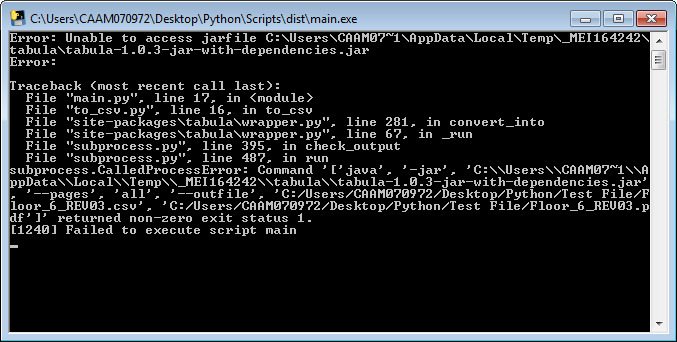 C:\Users\CAAM070972\Desktop\Python\Scripts\dist\main.exe
Error: Unable to access jarfile C:\Users\CAAM07~1\AppData\Local\Temp\_MEI164242\
tabula\tabula-1.0.3-jar-with-dependencies.jar
Error:
Traceback (most recent call last):
File "main.py", line 17, in <module>
File "to_csv.py", line 16, in to_csv
File "site-packages\tabula\wrapper.py", line 281, in convert_into
File "site-packages\tabula\wrapper.py", line 67, in _run
File "subprocess.py", line 395, in check_output
File "subprocess.py", line 487, in run
subprocess.CalledProcessError: Command '['java', '-jar', 'C:\\Users\\CAAM07~1\\A
ppData\\Local\\Temp\\_MEI164242\\tabula\\tabula-1.0.3-jar-with-dependencies.jar'
, '--pages', 'all', '--outfile', 'C:/Users/CAAM070972/Desktop/Python/Test File/F
loor_6_REV03.csv', 'C:/Users/CAAM070972/Desktop/Python/Test File/Floor_6_REV03.p
df']' returned non-zero exit status 1.
[1240] Failed to execute script main